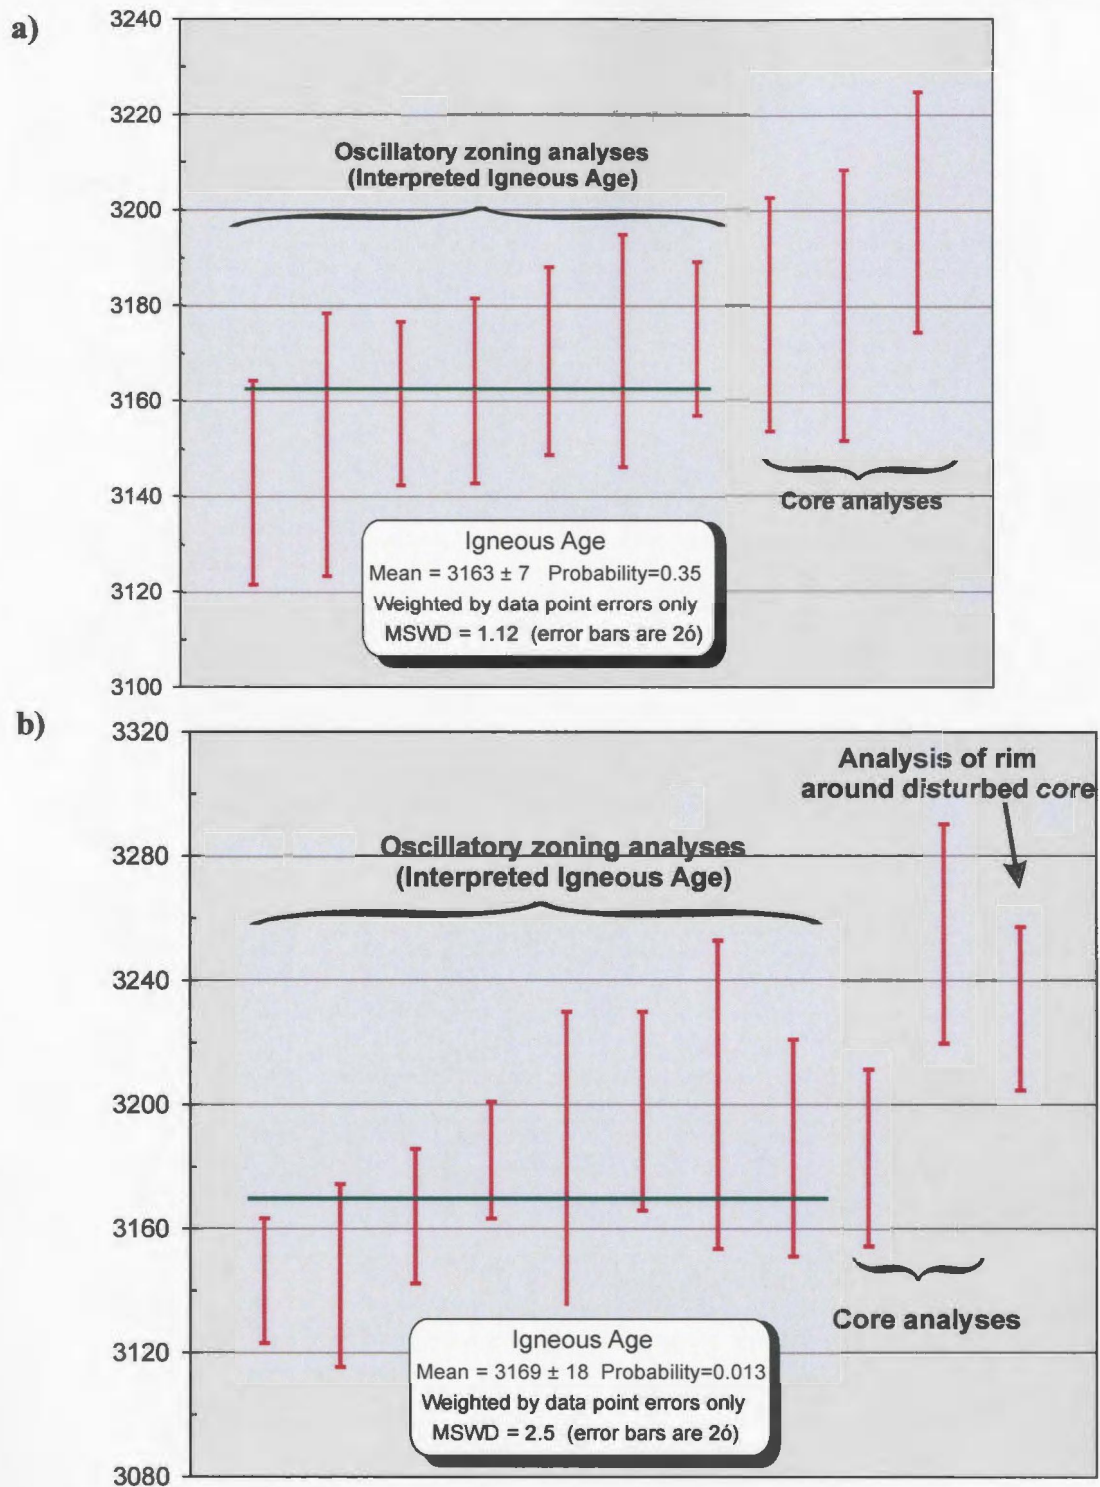 a)
3240
3220
3200
3180
3160
3140
3120
3100
Oscillatory zoning analyses
(Interpreted Igneous Age)
Core analyses
Igneous Age
Mean = 3163 ± 7 Probability=0.35
Weighted by data point errors only
MSWD = 1.12 (error bars are 2ó)
b)
3320
3280
3240
3200
3160
3120
3080
Analysis of rim
around disturbed core
Oscillatory zoning analyses
(Interpreted Igneous Age)
Core analyses
Igneous Age
Mean = 3169 ± 18 Probability=0.013
Weighted by data point errors only
MSWD = 2.5 (error bars are 2ó)